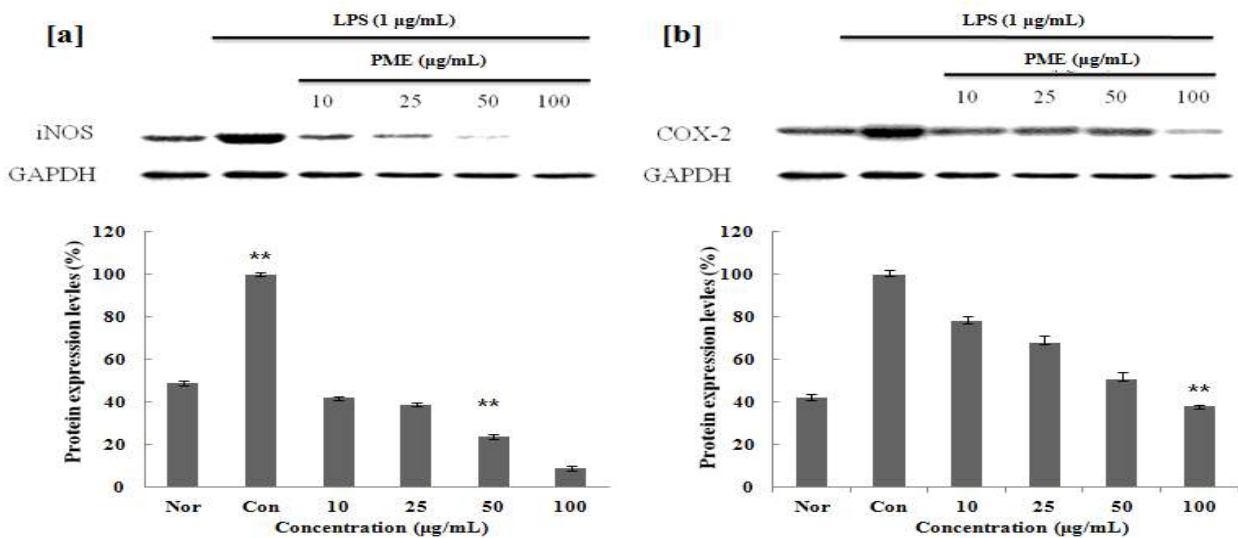 [a]
LPS (1 µg/mL)
PME (µg/mL)
10 25 50 100
iNOS
GAPDH
Protein expression levles (%)
120
100
80
60
40
20
0
**
**
Nor Con 10 25 50 100
Concentration (µg/mL)
[b]
LPS (1 µg/mL)
PME (µg/mL)
10 25 50 100
COX-2
GAPDH
Protein expression levles (%)
120
100
80
60
40
20
0
**
Nor Con 10 25 50 100
Concentration (µg/mL)